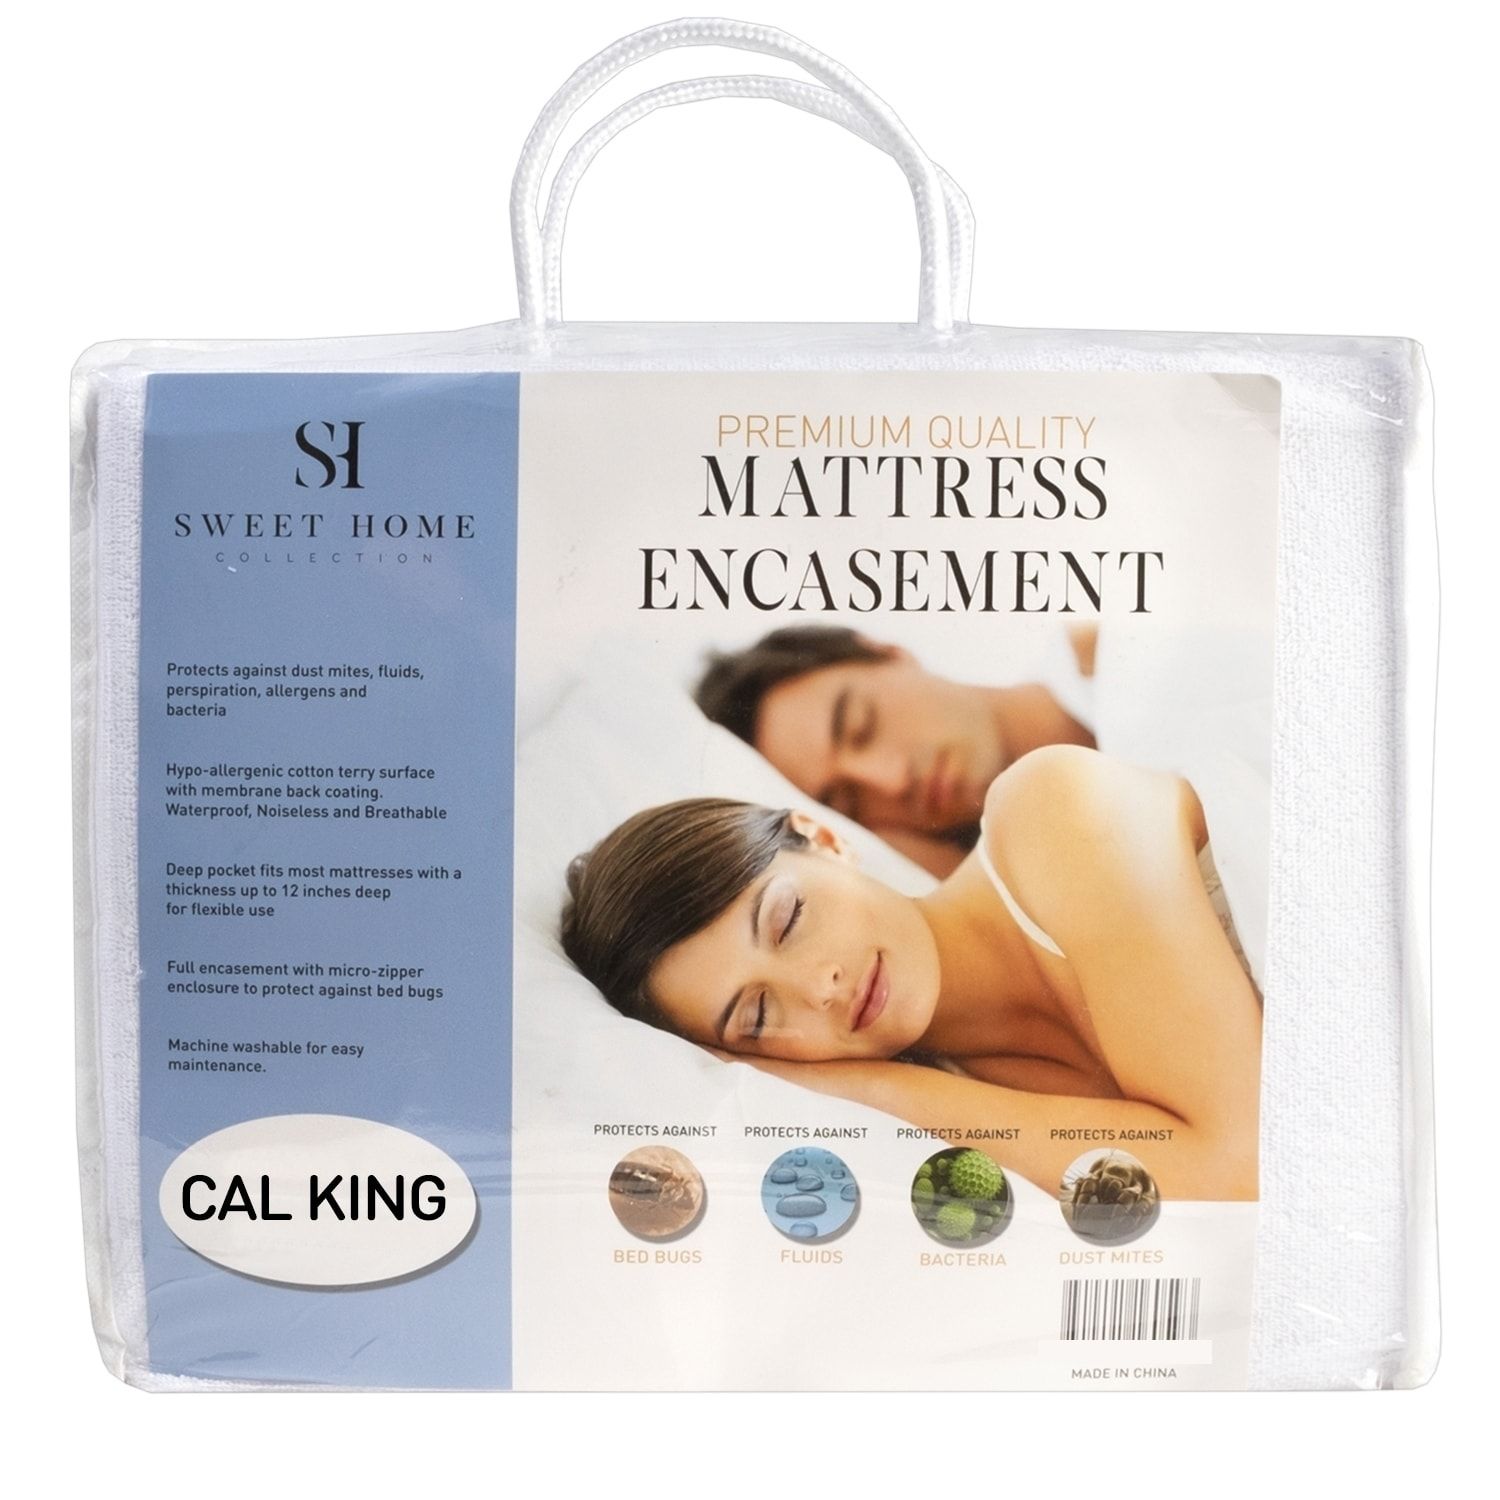 SH
SWEET HOME
COLLECTION
Protects against dust mites, fluids,
perspiration, allergens and
bacteria
Hypo-allergenic cotton terry surface
with membrane back coating.
Waterproof, Noiseless and Breathable
Deep pocket fits most mattresses with a
thickness up to 12 inches deep
for flexible use
Full encasement with micro-zipper
enclosure to protect against bed bugs
Machine washable for easy
maintenance.
CAL KING
PREMIUM QUALITY
MATTRESS
ENCASEMENT
PROTECTS AGAINST
BED BUGS
PROTECTS AGAINST
FLUIDS
PROTECTS AGAINST
BACTERIA
PROTECTS AGAINST
DUST MITES
MADE IN CHINA